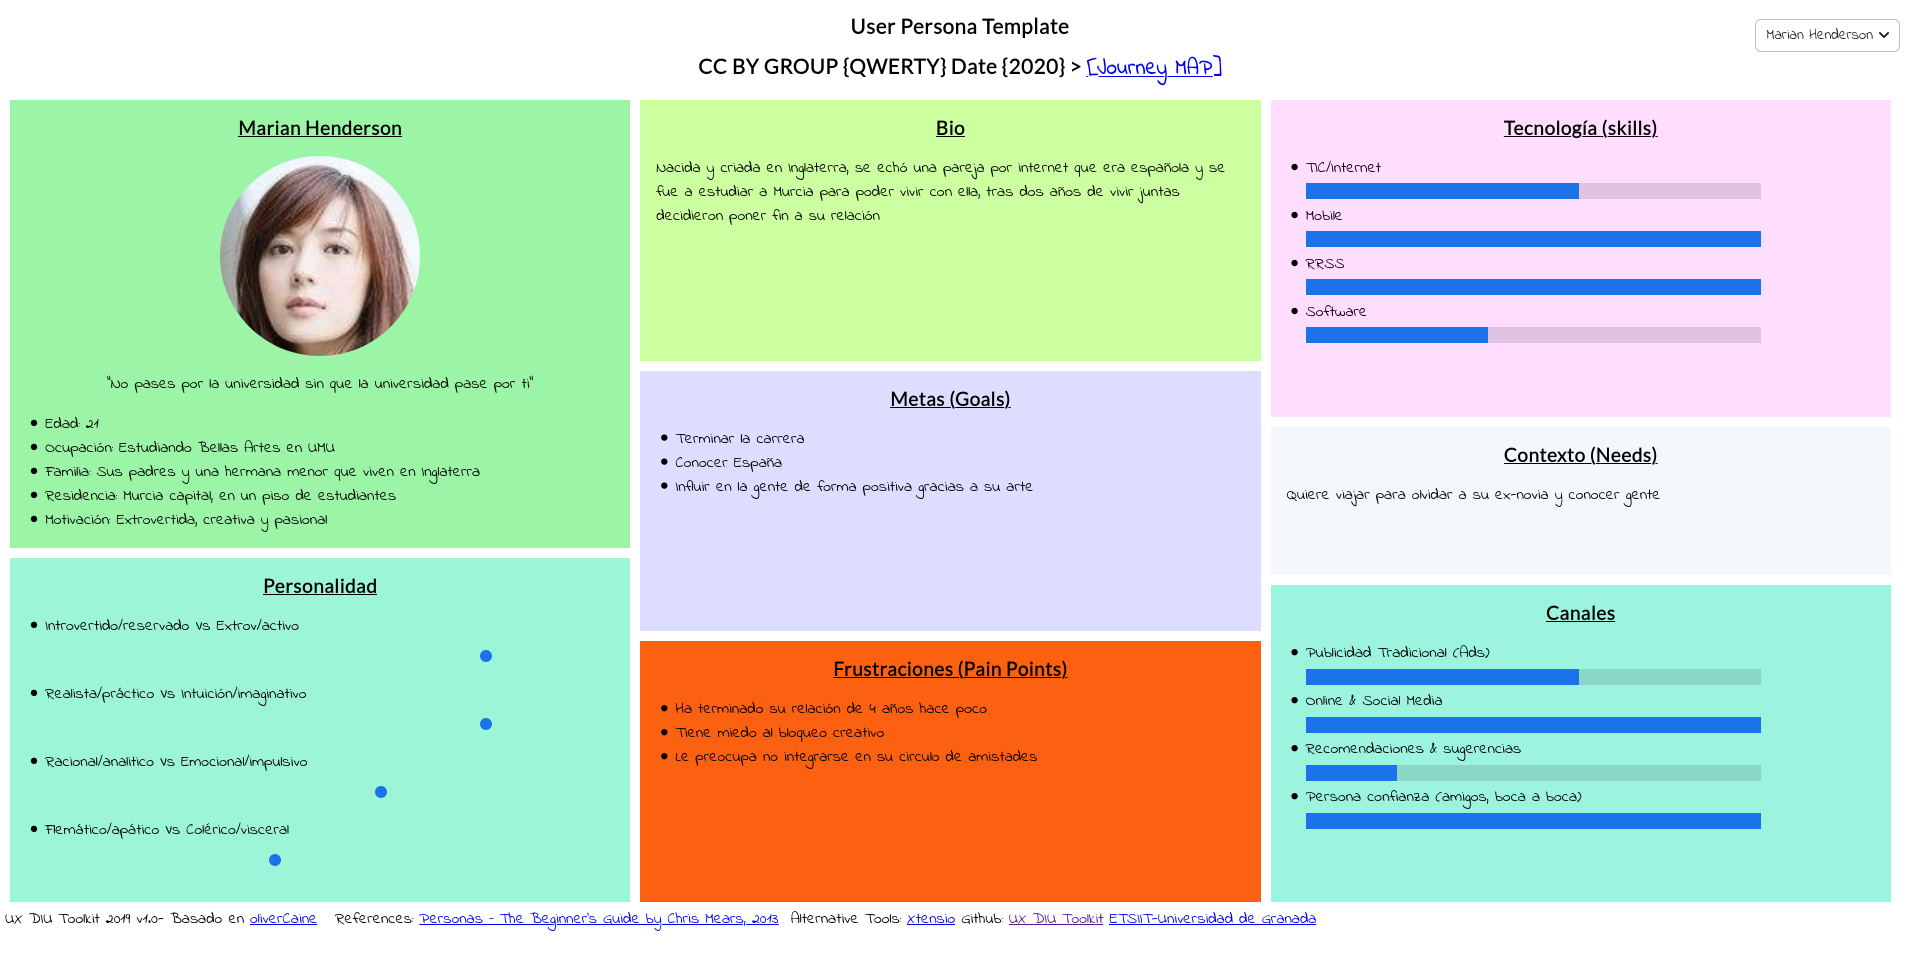 User Persona Template
CC BY GROUP {QWERTY} Date {2020} > [Journey MAP]
Marian Henderson
Marian Henderson
"No pases por la universidad sin que la universidad pase por ti"
Edad: 21
Ocupación: Estudiando Bellas Artes en UMU
Familia: Sus padres y una hermana menor que viven en Inglaterra
Residencia: Murcia capital, en un piso de estudiantes
Motivación: Extrovertida, creativa y pasional
Personalidad
Introvertido/reservado Vs Extrov/activo
Realista/práctico Vs Intuición/imaginativo
Racional/analítico Vs Emocional/impulsivo
Flemático/apático Vs Colérico/visceral
Bio
Nacida y criada en Inglaterra, se echó una pareja por internet que era española y se
fue a estudiar a Murcia para poder vivir con ella, tras dos años de vivir juntas
decidieron poner fin a su relación
Metas (Goals)
Terminar la carrera
Conocer España
Influir en la gente de forma positiva gracias a su arte
Frustraciones (Pain Points)
Ha terminado su relación de 4 años hace poco
Tiene miedo al bloqueo creativo
Le preocupa no integrarse en su circulo de amistades
Tecnología (skills)
TIC/Internet
Mobile
RRSS
Software
Contexto (Needs)
Quiere viajar para olvidar a su ex-novia y conocer gente
Canales
Publicidad Tradicional (Ads)
Online & Social Media
Recomendaciones & sugerencias
Persona confianza (amigos, boca a boca)
UX DIU Toolkit 2019 v1.0- Basado en oliverCaine References: Personas - The Beginner's Guide by Chris Mears, 2013 Alternative Tools: Xtensio Github: UX DIU Toolkit ETSIIT-Universidad de Granada